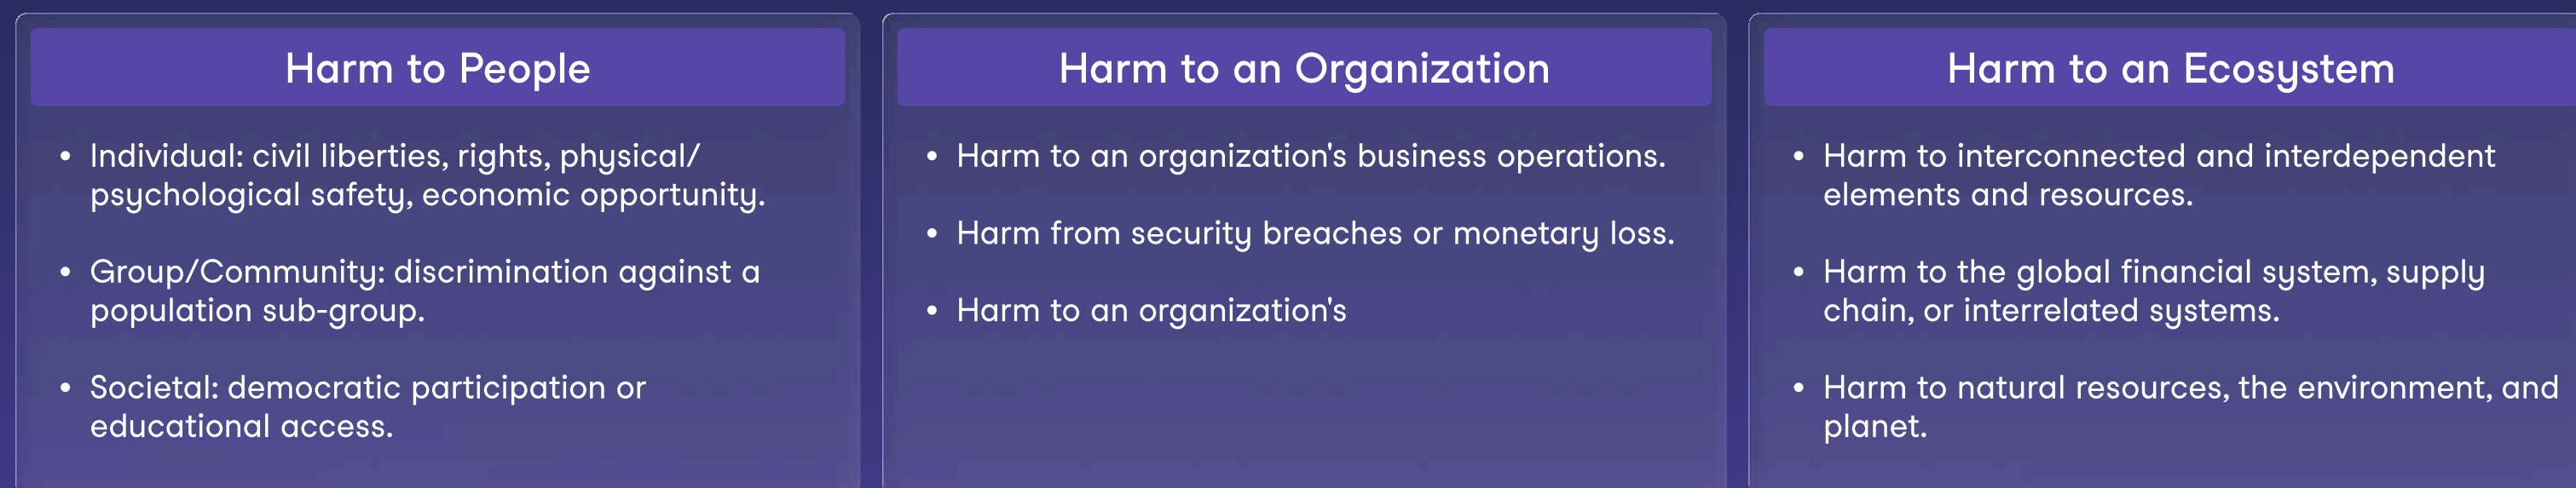 Harm to People
• Individual: civil liberties, rights, physical/
psychological safety, economic opportunity.
• Group/Community: discrimination against a
population sub-group.
• Societal: democratic participation or
educational access.
Harm to an Organization
• Harm to an organization's business operations.
• Harm from security breaches or monetary loss.
• Harm to an organization's
Harm to an Ecosystem
• Harm to interconnected and interdependent
elements and resources.
• Harm to the global financial system, supply
chain, or interrelated systems.
• Harm to natural resources, the environment, and
planet.